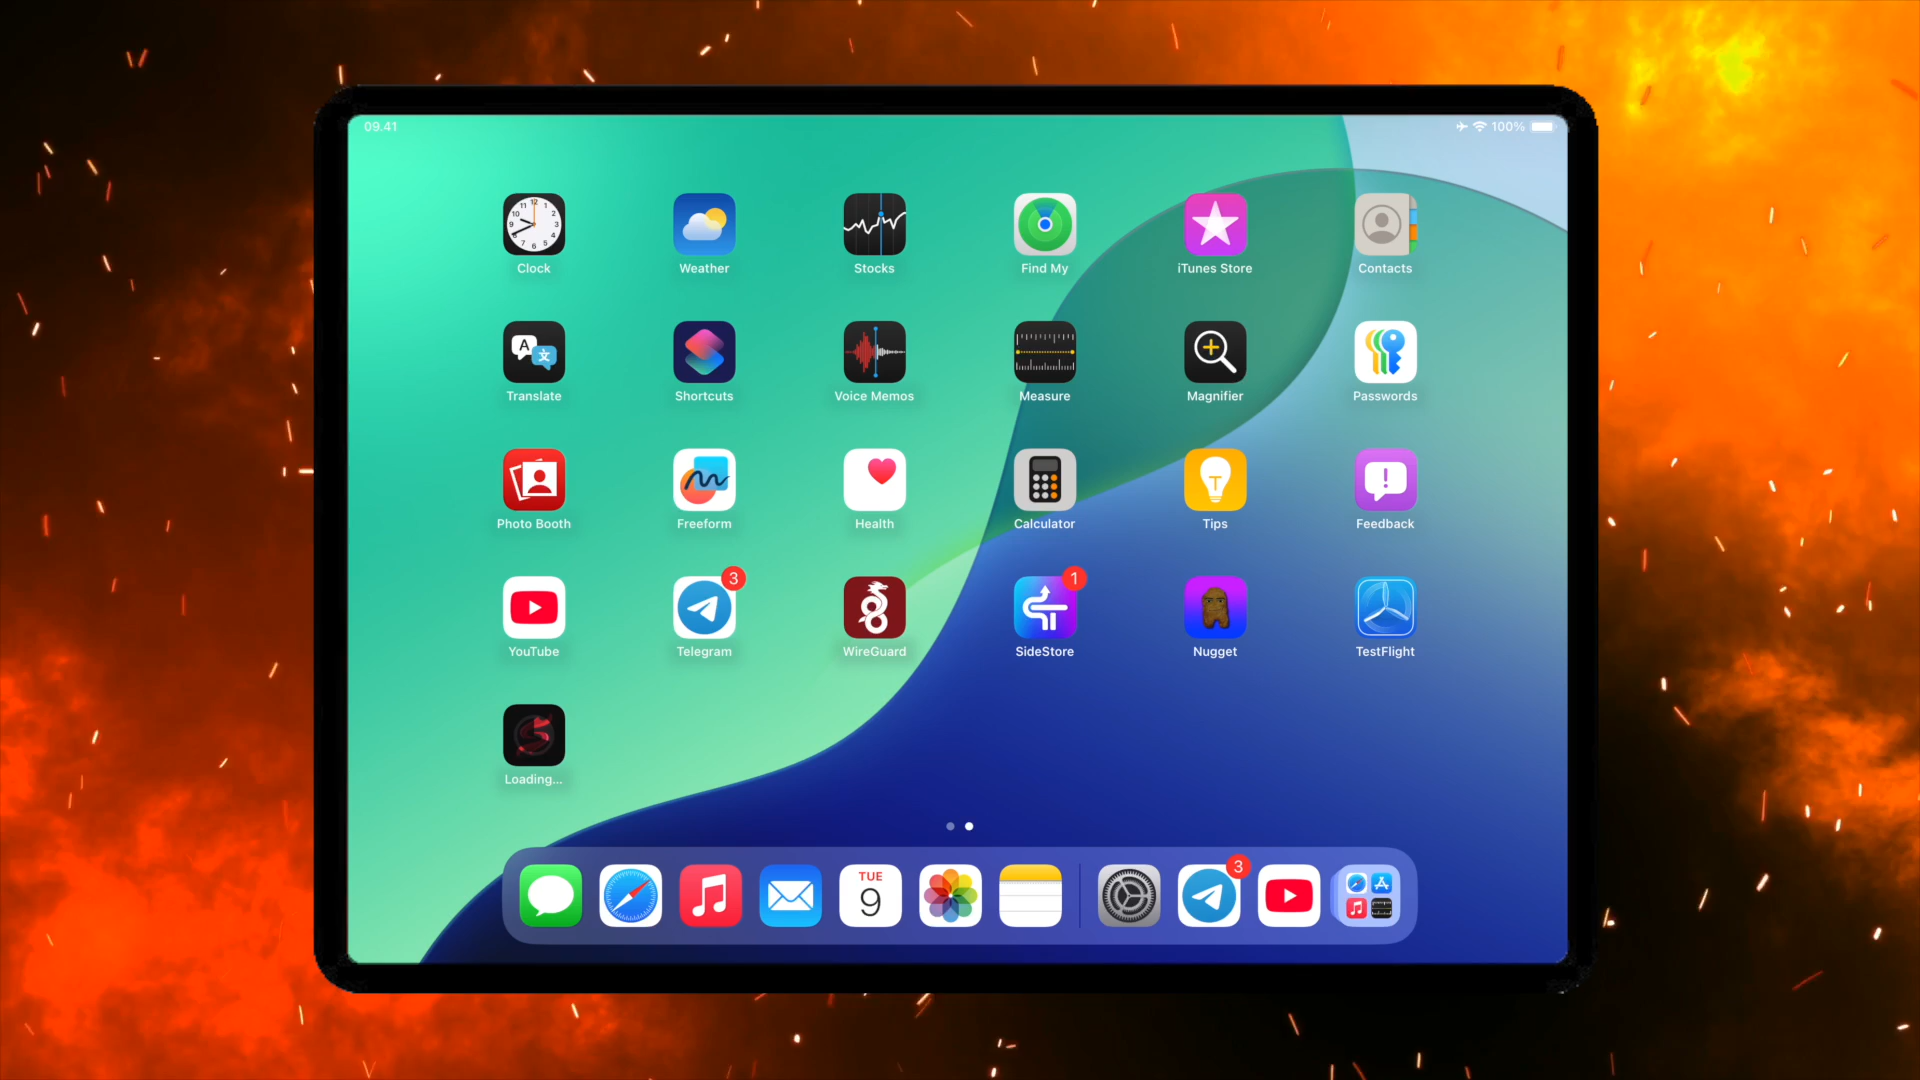 09.41
100%
Clock
Weather
Stocks
Find My
iTunes Store
Contacts
Translate
Shortcuts
Voice Memos
Measure
Magnifier
Passwords
Photo Booth
Freeform
Health
Calculator
Tips
Feedback
3
1
YouTube
Telegram
WireGuard
SideStore
Nugget
TestFlight
Loading...
TUE
9
3